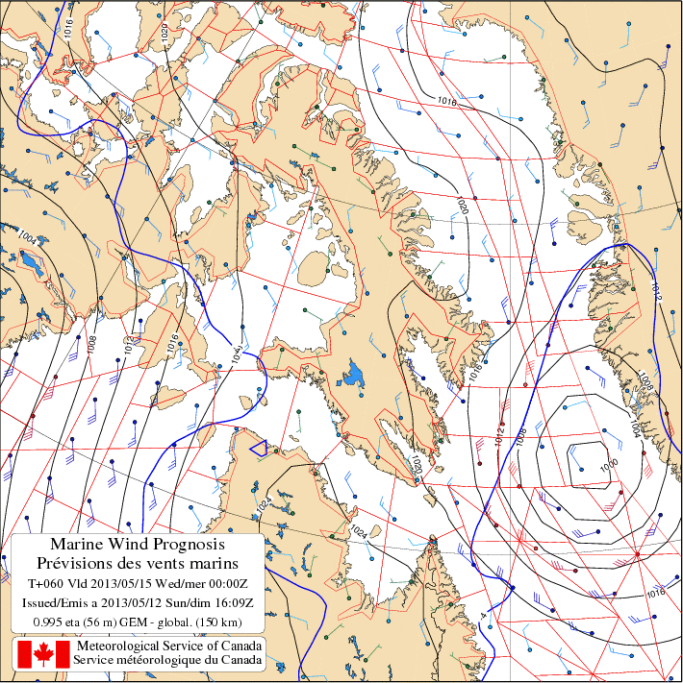 1016
1020
1016
1020
1004
1012
1008
1012
1016
1016
1008
1012
1008
1004
1000
1020
1024
1024
1016
Marine Wind Prognosis
Prévisions des vents marins
T+060 Vld 2013/05/15 Wed/mer 00:00Z
Issued/Emis a 2013/05/12 Sun/dim 16:09Z
0.995 eta (56 m) GEM - global. (150 km)
Meteorological Service of Canada
Service météorologique du Canada